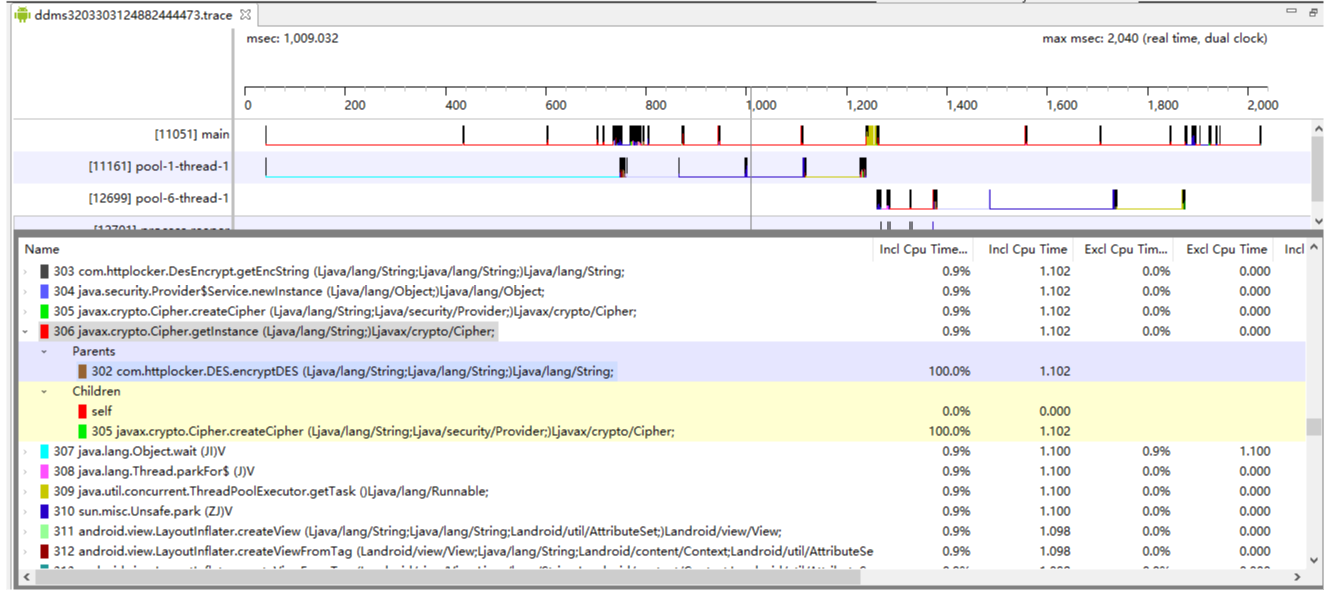 ddms3203303124882444473.trace
msec: 1,009.032 max msec: 2,040 (real time, dual clock)
0 200 400 600 800 1,000 1,200 1,400 1,600 1,800 2,000
[11051] main
[11161] pool-1-thread-1
[12699] pool-6-thread-1
Name Incl Cpu Time... Incl Cpu Time Excl Cpu Tim... Excl Cpu Time Incl
303 com.httplocker.DesEncrypt.getEncString (Ljava/lang/String;Ljava/lang/String;)Ljava/lang/String; 0.9% 1.102 0.0% 0.000
304 java.security.Provider$Service.newInstance (Ljava/lang/Object;)Ljava/lang/Object; 0.9% 1.102 0.0% 0.000
305 javax.crypto.Cipher.createCipher (Ljava/lang/String;Ljava/security/Provider;)Ljavax/crypto/Cipher; 0.9% 1.102 0.0% 0.000
306 javax.crypto.Cipher.getInstance (Ljava/lang/String;)Ljavax/crypto/Cipher; 0.9% 1.102 0.0% 0.000
Parents
302 com.httplocker.DES.encryptDES (Ljava/lang/String;Ljava/lang/String;)Ljava/lang/String; 100.0% 1.102
Children
self 0.0% 0.000
305 javax.crypto.Cipher.createCipher (Ljava/lang/String;Ljava/security/Provider;)Ljavax/crypto/Cipher; 100.0% 1.102
307 java.lang.Object.wait (JI)V 0.9% 1.100 0.9% 1.100
308 java.lang.Thread.parkFor$ (J)V 0.9% 1.100 0.0% 0.000
309 java.util.concurrent.ThreadPoolExecutor.getTask ()Ljava/lang/Runnable; 0.9% 1.100 0.0% 0.000
310 sun.misc.Unsafe.park (ZJ)V 0.9% 1.100 0.0% 0.000
311 android.view.LayoutInflater.createView (Ljava/lang/String;Ljava/lang/String;Landroid/util/AttributeSet;)Landroid/view/View; 0.9% 1.098 0.0% 0.000
312 android.view.LayoutInflater.createViewFromTag (Landroid/view/View;Ljava/lang/String;Landroid/content/Context;Landroid/util/AttributeSe 0.9% 1.098 0.0% 0.000